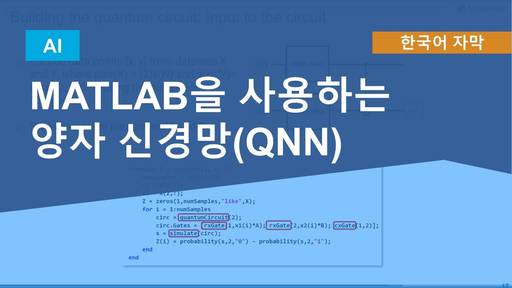 Building the quantum circuit: Input to the circuit
AI
한국어 자막
MATLAB을 사용하는
양자 신경망(QNN)
Z = zeros(1,numSamples,"like",X);
for i = 1:numSamples
circ = quantumCircuit(2);
circ.Gates = [rxGate(1,x1(i)*A); rxGate(2,x2(i)*B); cxGate(1,2)];
s = simulate(circ);
Z(i) = probability(s,2,"0") - probability(s,2,"1");
end
end